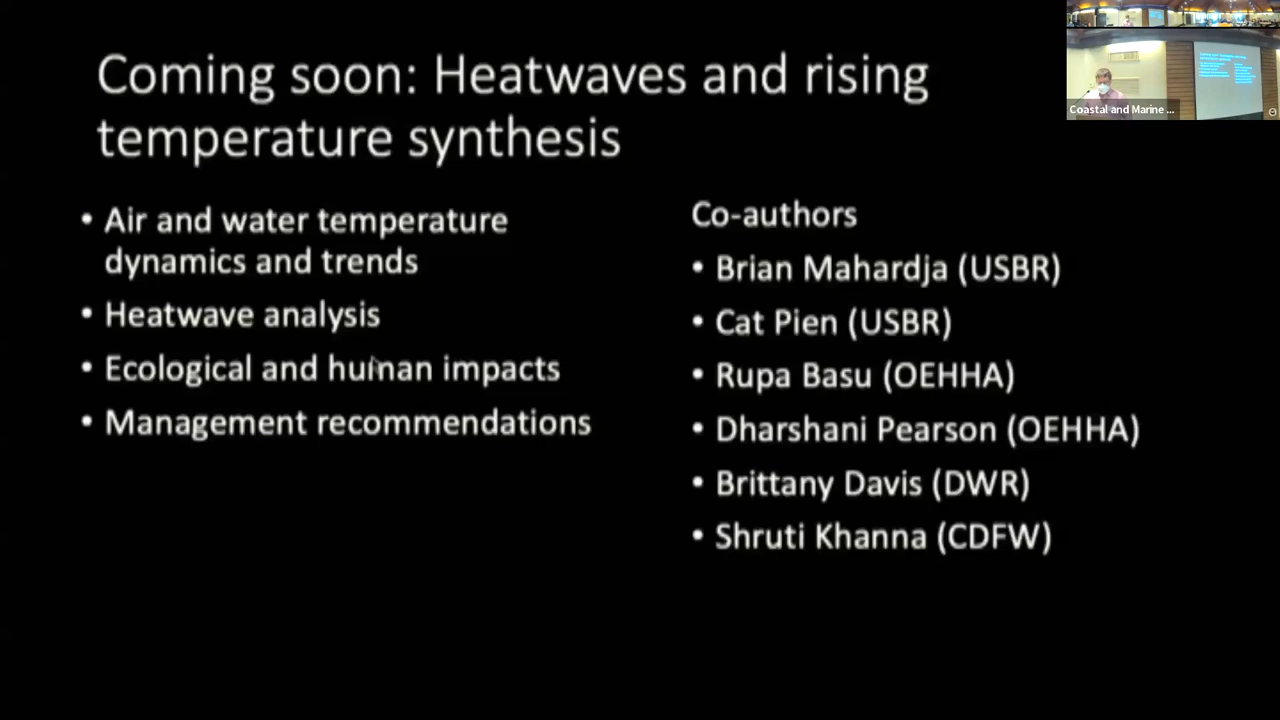 Coming soon: Heatwaves and rising
temperature synthesis
• Air and water temperature
dynamics and trends
• Heatwave analysis
• Ecological and human impacts
• Management recommendations
Co-authors
• Brian Mahardja (USBR)
• Cat Pien (USBR)
• Rupa Basu (OEHHA)
• Dharshani Pearson (OEHHA)
• Brittany Davis (DWR)
• Shruti Khanna (CDFW)
Coastal and Marine ...